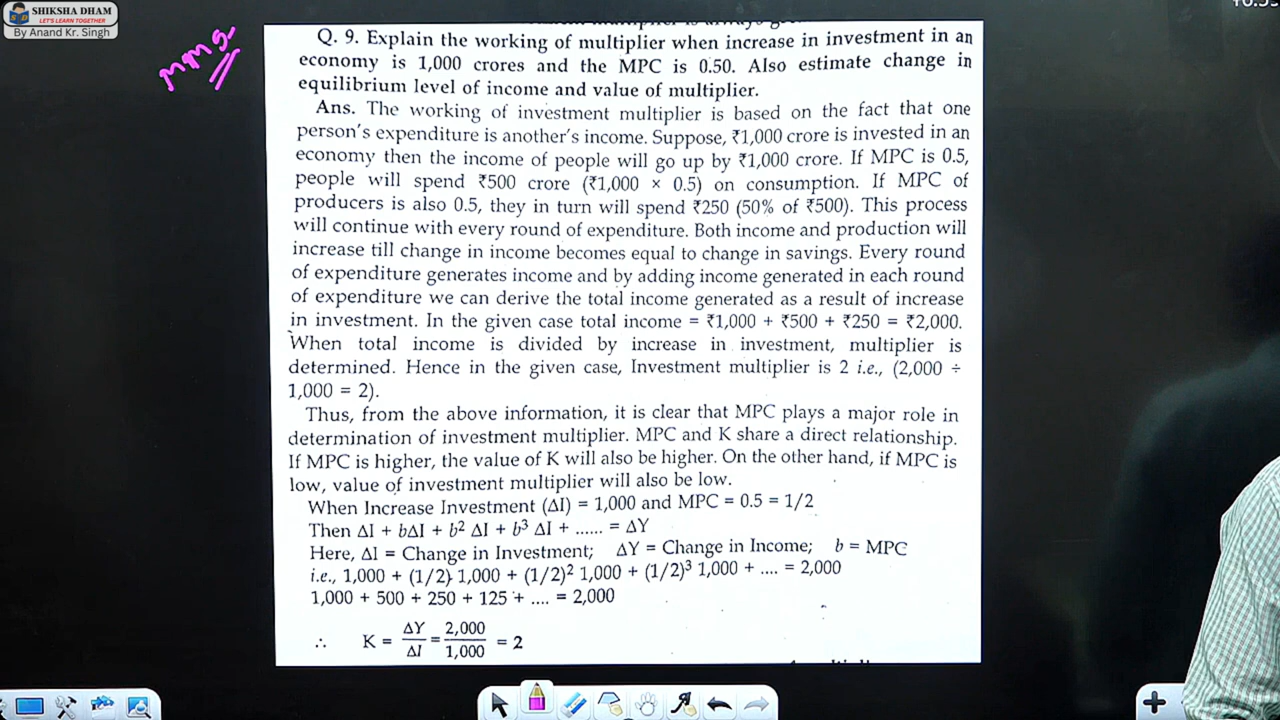 SHIKSHA DHAM
LET'S LEARN TOGETHER
By Anand Kr. Singh
Q. 9. Explain the working of multiplier when increase in investment in an
economy is 1,000 crores and the MPC is 0.50. Also estimate change in
equilibrium level of income and value of multiplier.
Ans. The working of investment multiplier is based on the fact that one
person's expenditure is another's income. Suppose, ₹1,000 crore is invested in an
economy then the income of people will go up by ₹1,000 crore. If MPC is 0.5,
people will spend ₹500 crore (₹1,000 × 0.5) on consumption. If MPC of
producers is also 0.5, they in turn will spend ₹250 (50% of ₹500). This process
will continue with every round of expenditure. Both income and production will
increase till change in income becomes equal to change in savings. Every round
of expenditure generates income and by adding income generated in each round
of expenditure we can derive the total income generated as a result of increase
in investment. In the given case total income = ₹1,000 + ₹500 + ₹250 = ₹2,000.
When total income is divided by increase in investment, multiplier is
determined. Hence in the given case, Investment multiplier is 2 i.e., (2,000 ÷
1,000 = 2).
Thus, from the above information, it is clear that MPC plays a major role in
determination of investment multiplier. MPC and K share a direct relationship.
If MPC is higher, the value of K will also be higher. On the other hand, if MPC is
low, value of investment multiplier will also be low.
When Increase Investment (ΔI) = 1,000 and MPC = 0.5 = 1/2
Then ΔI + bΔI + b² ΔI + b³ ΔI + ...... = ΔY
Here, ΔI = Change in Investment; ΔY = Change in Income; b = MPC
i.e., 1,000 + (1/2) 1,000 + (1/2)² 1,000 + (1/2)³ 1,000 + .... = 2,000
1,000 + 500 + 250 + 125 + .... = 2,000
∴ K = ΔY/ΔI = 2,000/1,000 = 2